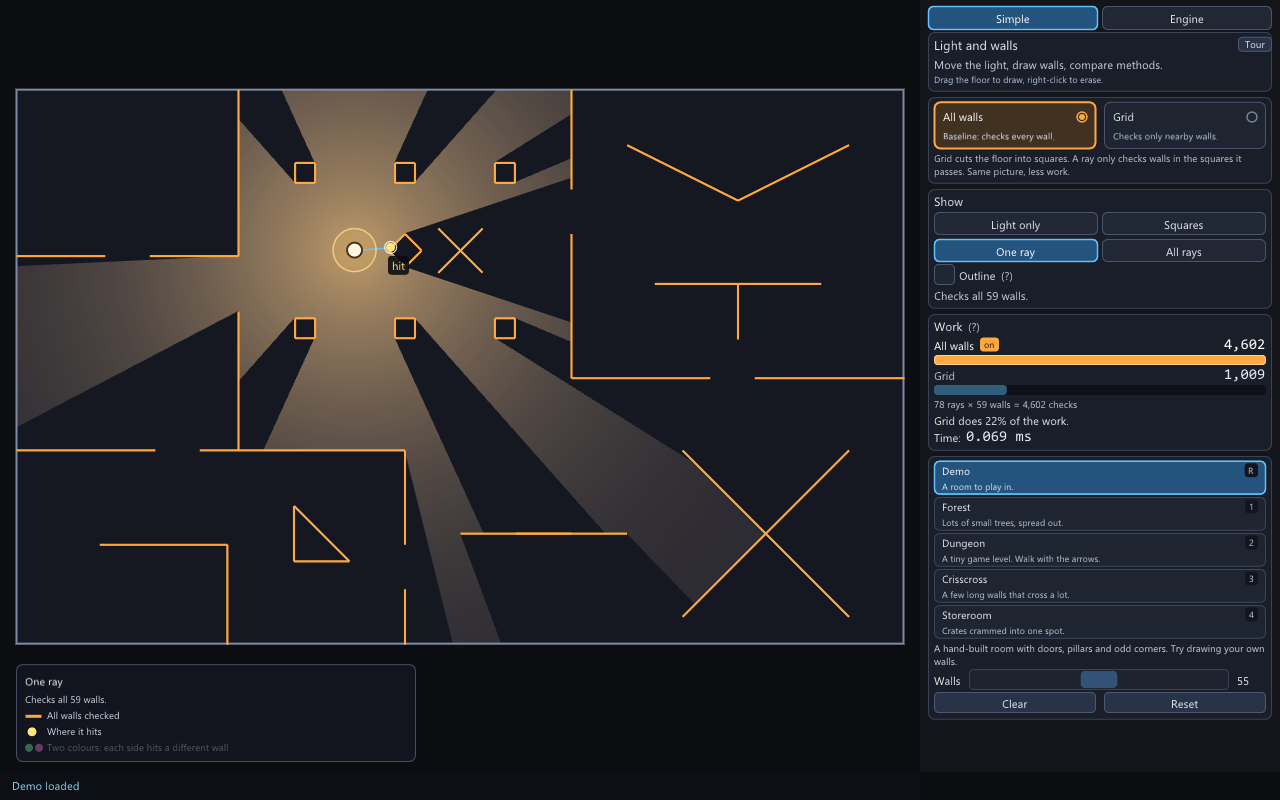 Simple
Engine
Light and walls
Tour
Move the light, draw walls, compare methods.
Drag the floor to draw, right-click to erase.
All walls
Baseline: checks every wall.
Grid
Checks only nearby walls.
Grid cuts the floor into squares. A ray only checks walls in the squares it
passes. Same picture, less work.
Show
Light only
Squares
One ray
All rays
Outline (?)
Checks all 59 walls.
Work (?)
All walls on 4,602
Grid 1,009
78 rays × 59 walls = 4,602 checks
Grid does 22% of the work.
Time: 0.069 ms
Demo R
A room to play in.
Forest 1
Lots of small trees, spread out.
Dungeon 2
A tiny game level. Walk with the arrows.
Crisscross 3
A few long walls that cross a lot.
Storeroom 4
Crates crammed into one spot.
A hand-built room with doors, pillars and odd corners. Try drawing your own
walls.
Walls 55
Clear
Reset
hit
One ray
Checks all 59 walls.
All walls checked
Where it hits
Two colours: each side hits a different wall
Demo loaded